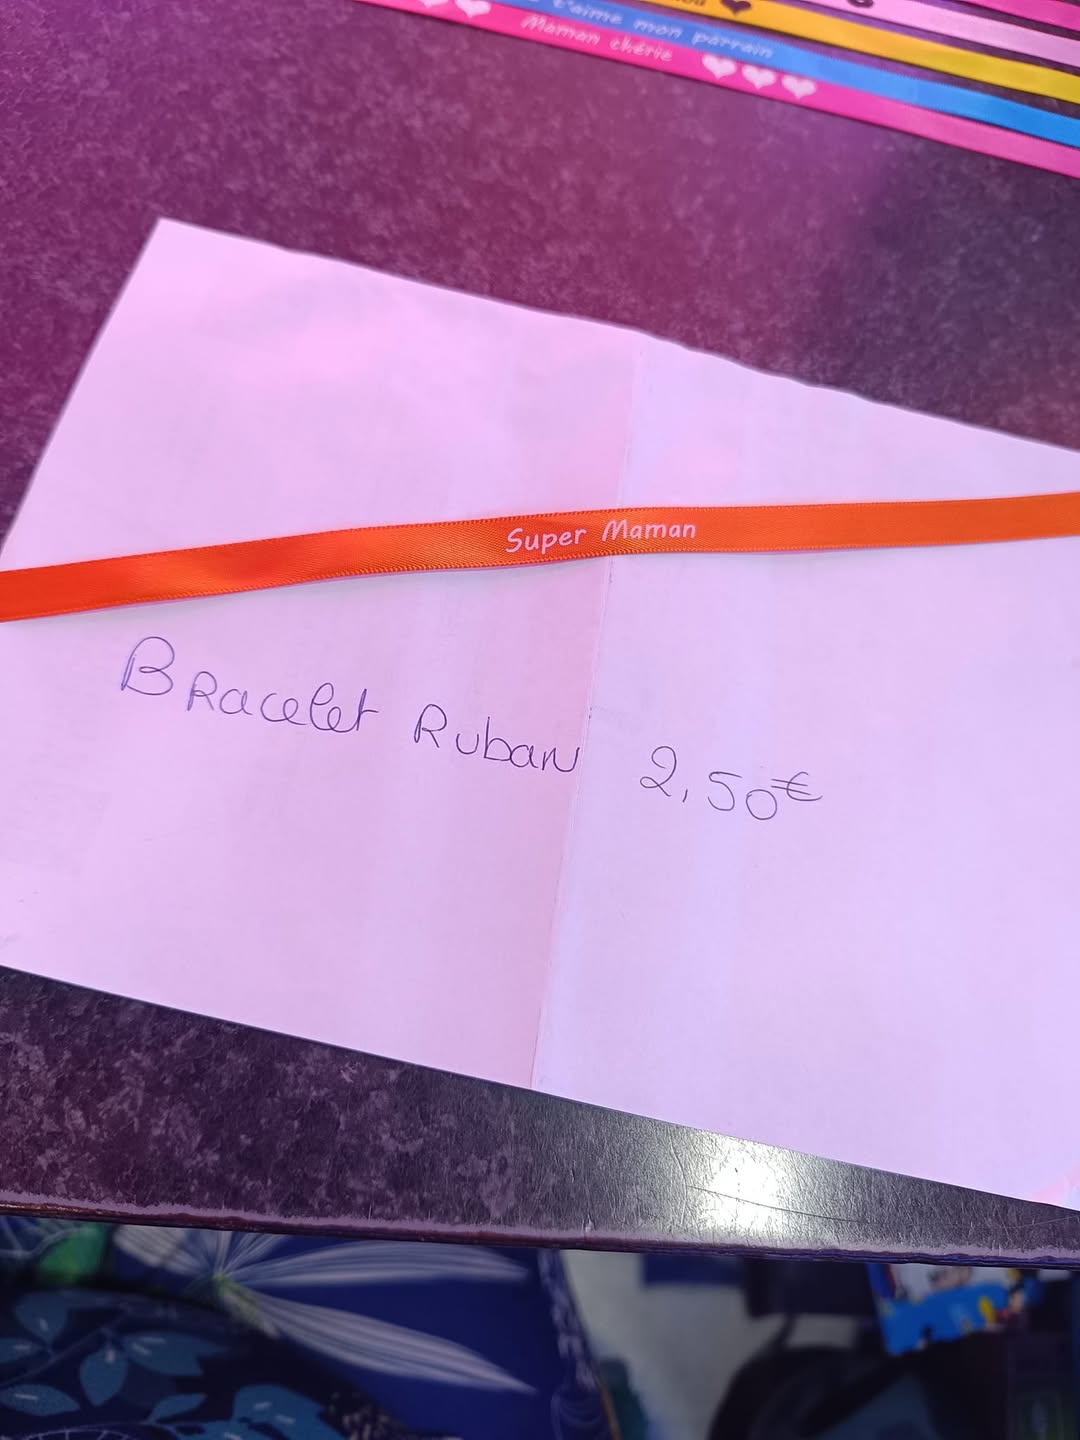 t'aime mon parrain
Maman chérie
Super Maman
Bracelet Ruban 2,50€